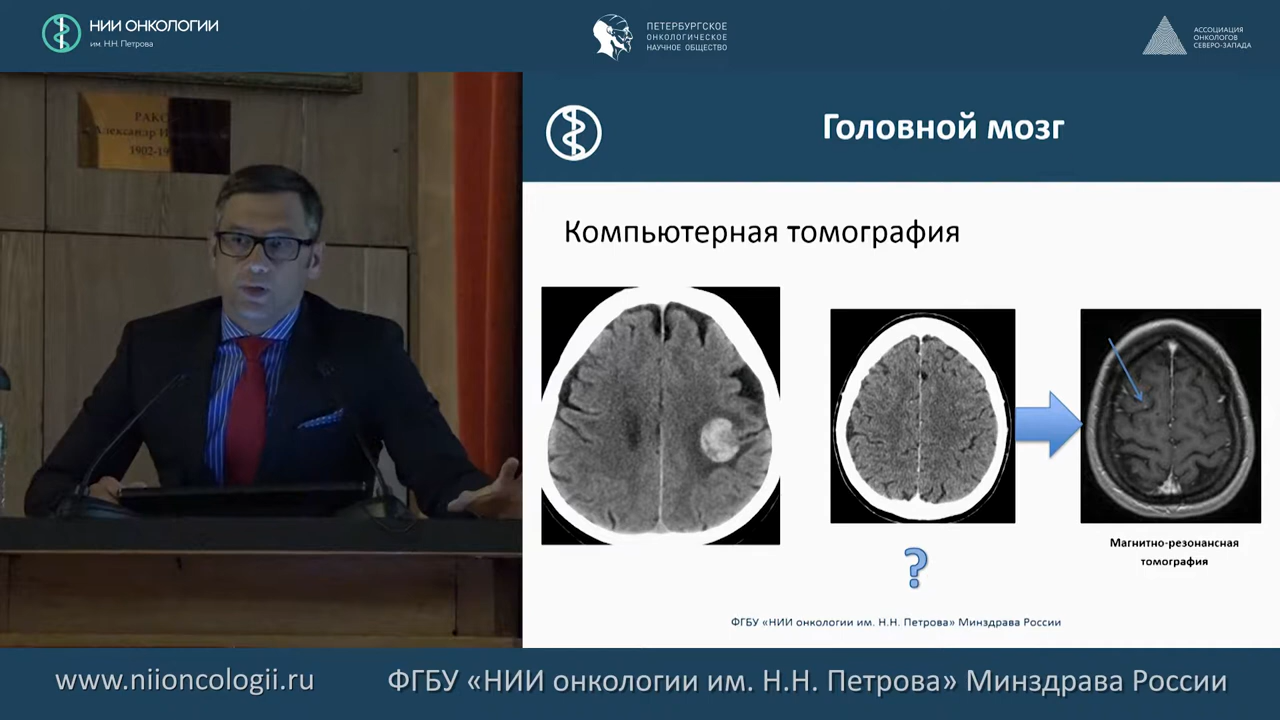 НИИ ОНКОЛОГИИ
им. Н.Н. Петрова
ПЕТЕРБУРГСКОЕ
ОНКОЛОГИЧЕСКОЕ
НАУЧНОЕ ОБЩЕСТВО
АССОЦИАЦИЯ
ОНКОЛОГОВ
СЕВЕРО-ЗАПАДА
Александр
1902-19
Головной мозг
Компьютерная томография
?
Магнитно-резонансная
томография
ФГБУ «НИИ онкологии им. Н.Н. Петрова» Минздрава России
www.niioncologii.ru
ФГБУ «НИИ онкологии им. Н.Н. Петрова» Минздрава России